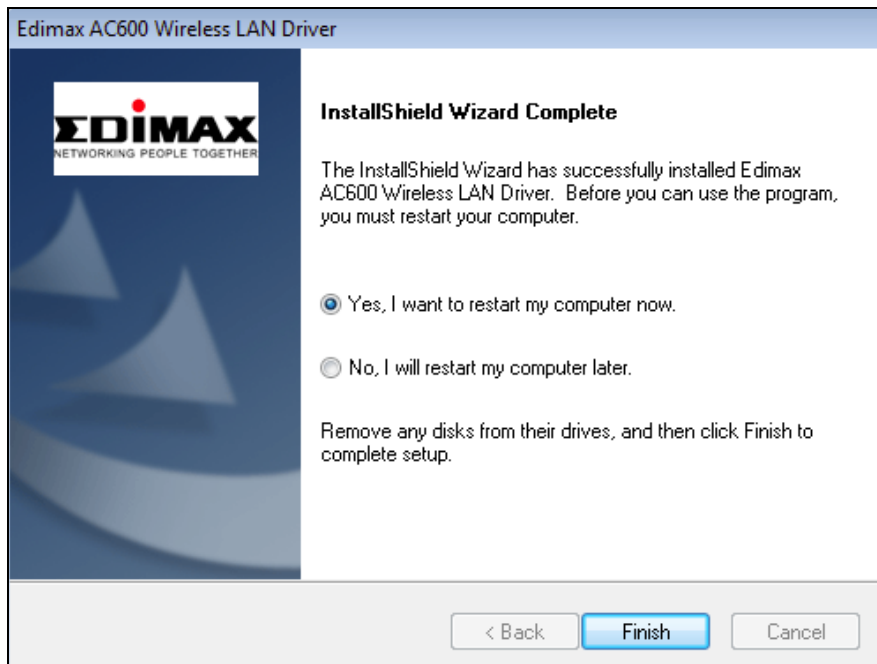 Edimax AC600 Wireless LAN Driver
ΣDIMAX
NETWORKING PEOPLE TOGETHER
InstallShield Wizard Complete
The InstallShield Wizard has successfully installed Edimax
AC600 Wireless LAN Driver. Before you can use the program,
you must restart your computer.
Yes, I want to restart my computer now.
No, I will restart my computer later.
Remove any disks from their drives, and then click Finish to
complete setup.
< Back
Finish
Cancel